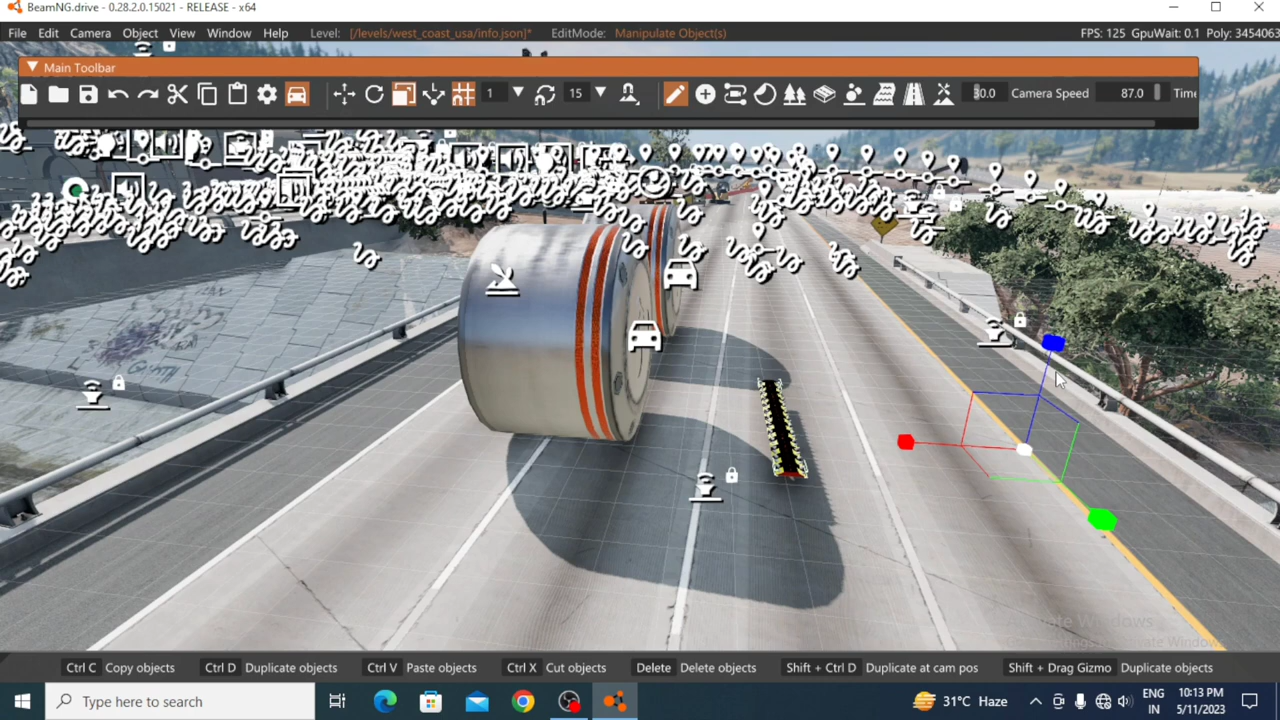 BeamNG.drive - 0.28.2.0.15021 - RELEASE - x64
File Edit Camera Object View Window Help Level: [/levels/west_coast_usa/info.json]* EditMode: Manipulate Object(s) FPS: 125 GpuWait: 0.1 Poly: 3454063
Main Toolbar
1 15 30.0 Camera Speed 87.0 Time
Activate Windows
Ctrl C Copy objects Ctrl D Duplicate objects Ctrl V Paste objects Ctrl X Cut objects Delete Delete objects Shift + Ctrl D Duplicate at cam pos Shift + Drag Gizmo Duplicate objects
Type here to search 31°C Haze ENG 10:13 PM
IN 5/11/2023